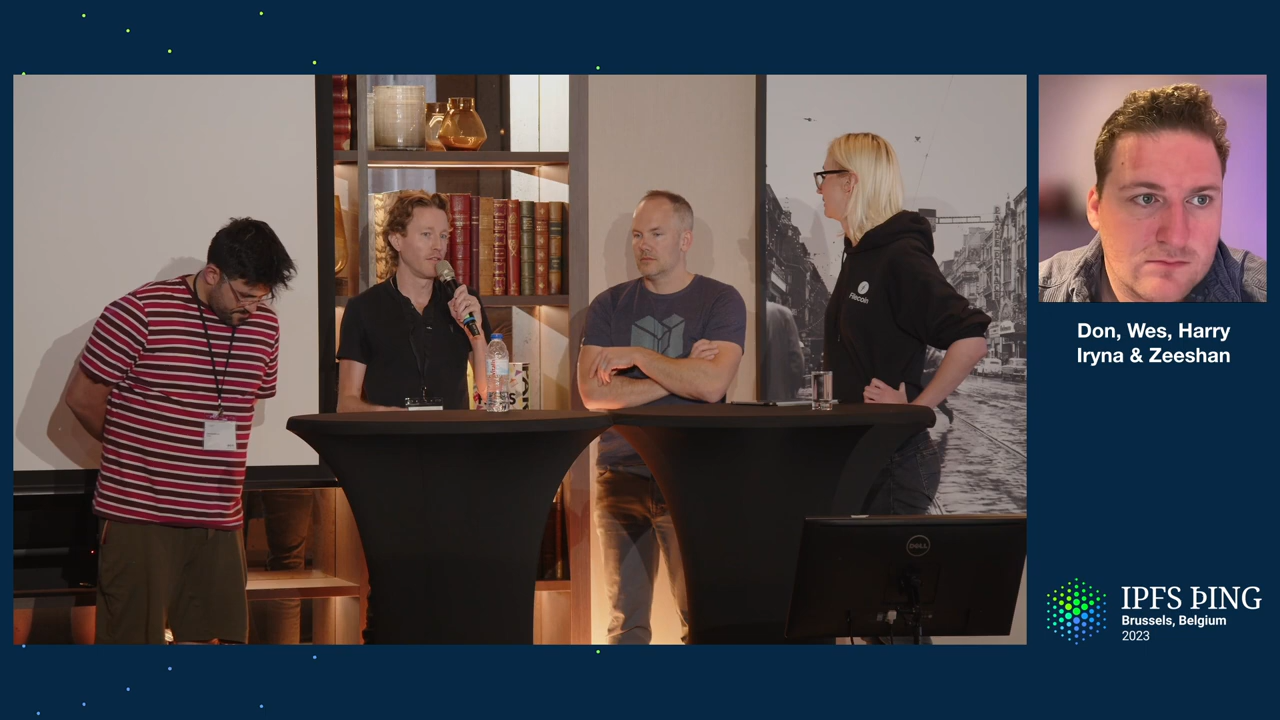 Filecoin
DELL
Don, Wes, Harry
Iryna & Zeeshan
IPFS ÞING
Brussels, Belgium
2023